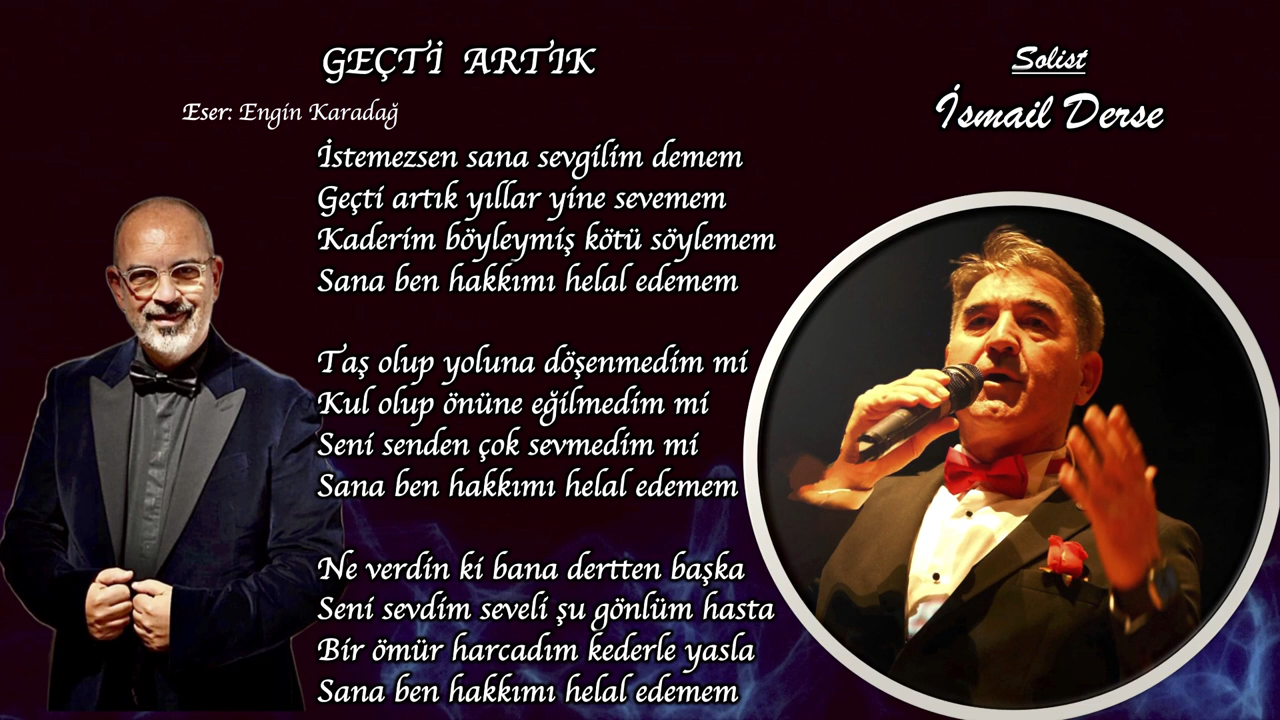 GEÇTİ ARTIK
Eser: Engin Karadağ
Solist
İsmail Derse
İstemezsen sana sevgilim demem
Geçti artık yıllar yine sevemem
Kaderim böyleymiş kötü söylemem
Sana ben hakkımı helal edemem
Taş olup yoluna döşenmedim mi
Kul olup önüne eğilmedim mi
Seni senden çok sevmedim mi
Sana ben hakkımı helal edemem
Ne verdin ki bana dertten başka
Seni sevdim seveli şu gönlüm hasta
Bir ömür harcadım kederle yasla
Sana ben hakkımı helal edemem